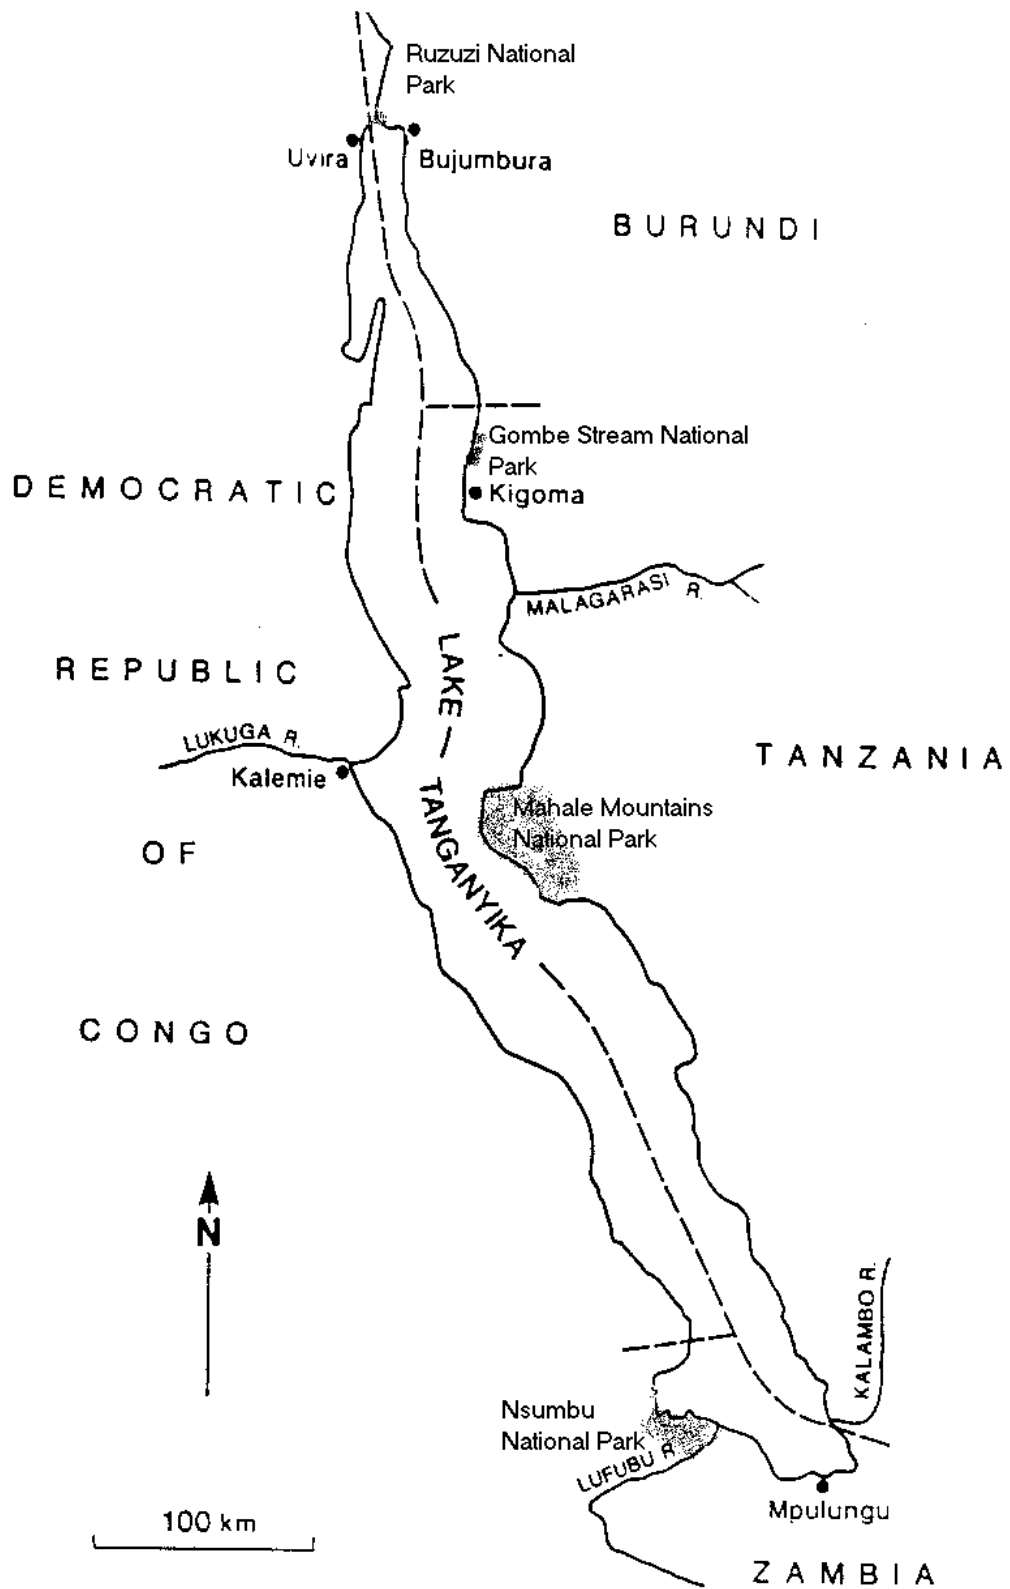 Ruzuzi National
Park
Uvira
Bujumbura
BURUNDI
Gombe Stream National
Park
DEMOCRATIC
Kigoma
MALAGARASI R.
LAKE
REPUBLIC
LUKUGA R.
TANZANIA
Kalemie
TANGANYIKA
Mahale Mountains
National Park
OF
CONGO
N
KALAMBO R.
Nsumbu
National Park
LUFUBU R
Mpulungu
100 km
ZAMBIA